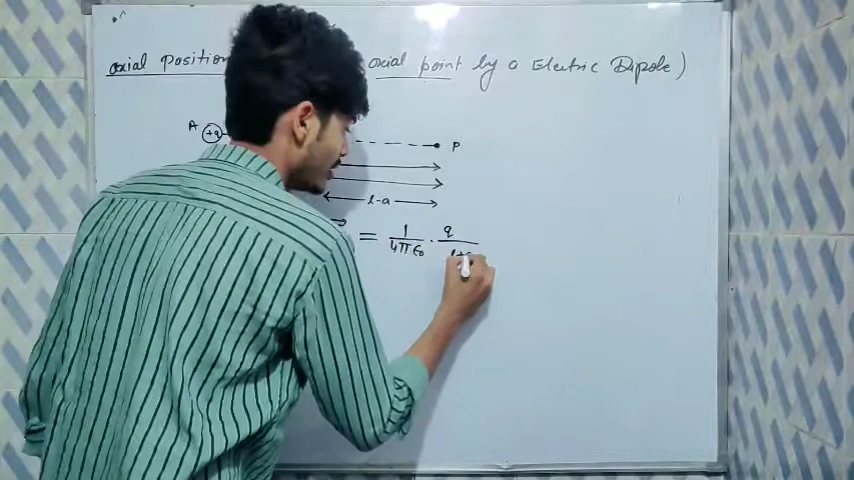 axial Position axial point by a Electric Dipole)
A +q P
l-a
= 1/4πε₀ . q/l+